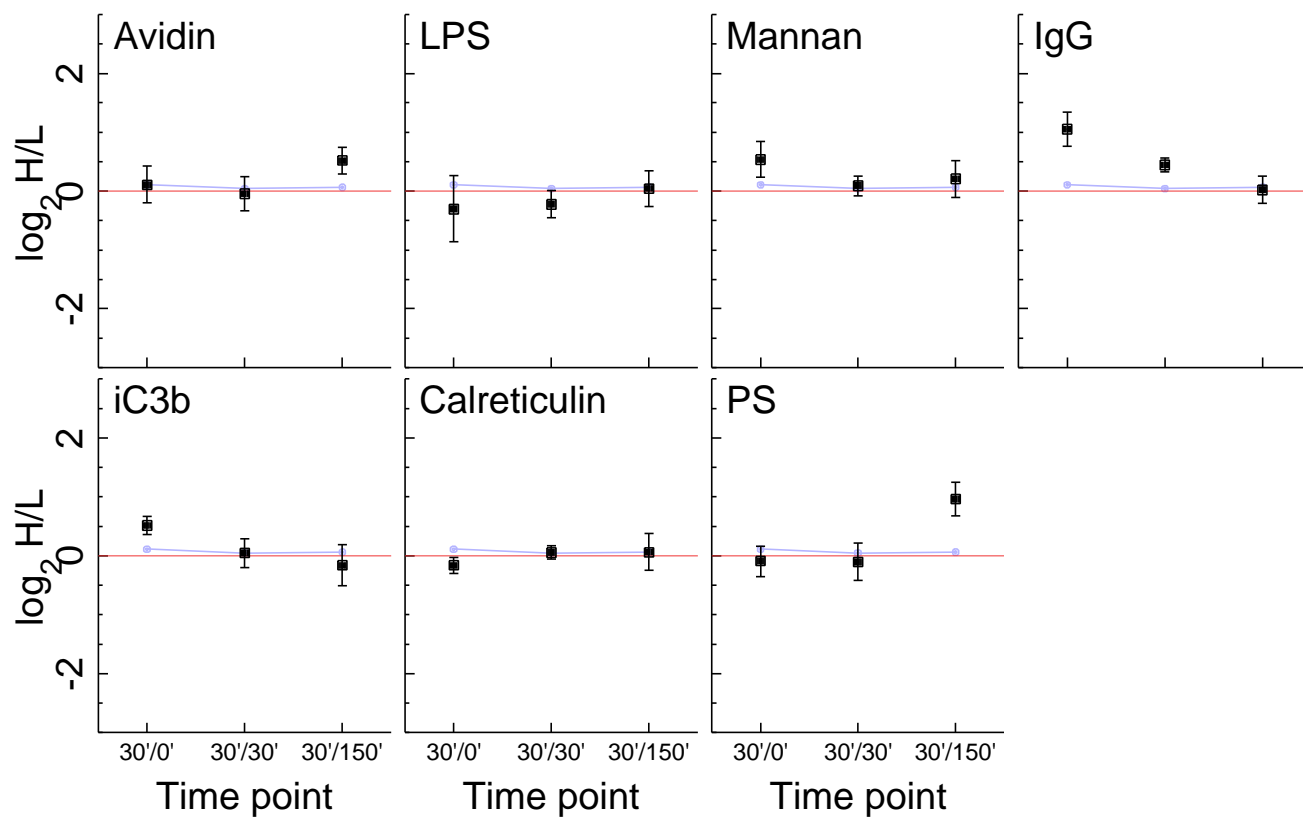 Avidin
LPS
Mannan
IgG
log2 H/L
2
0
-2
iC3b
Calreticulin
PS
log2 H/L
2
0
-2
30'/0' 30'/30' 30'/150'
30'/0' 30'/30' 30'/150'
30'/0' 30'/30' 30'/150'
Time point
Time point
Time point